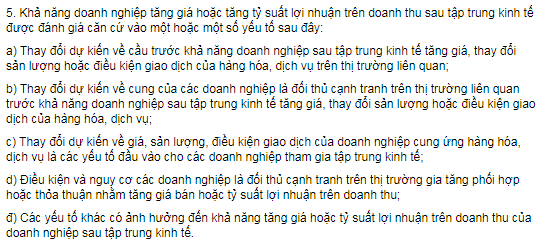 5. Khả năng doanh nghiệp tăng giá hoặc tăng tỷ suất lợi nhuận trên doanh thu sau tập trung kinh tế
được đánh giá căn cứ vào một hoặc một số yếu tố sau đây:
a) Thay đổi dự kiến về cầu trước khả năng doanh nghiệp sau tập trung kinh tế tăng giá, thay đổi
sản lượng hoặc điều kiện giao dịch của hàng hóa, dịch vụ trên thị trường liên quan;
b) Thay đổi dự kiến về cung của các doanh nghiệp là đối thủ cạnh tranh trên thị trường liên quan
trước khả năng doanh nghiệp sau tập trung kinh tế tăng giá, thay đổi sản lượng hoặc điều kiện giao
dịch của hàng hóa, dịch vụ;
c) Thay đổi dự kiến về giá, sản lượng, điều kiện giao dịch của doanh nghiệp cung ứng hàng hóa,
dịch vụ là các yếu tố đầu vào cho các doanh nghiệp tham gia tập trung kinh tế;
d) Điều kiện và nguy cơ các doanh nghiệp là đối thủ cạnh tranh trên thị trường gia tăng phối hợp
hoặc thỏa thuận nhằm tăng giá bán hoặc tỷ suất lợi nhuận trên doanh thu;
đ) Các yếu tố khác có ảnh hưởng đến khả năng tăng giá hoặc tỷ suất lợi nhuận trên doanh thu của
doanh nghiệp sau tập trung kinh tế.